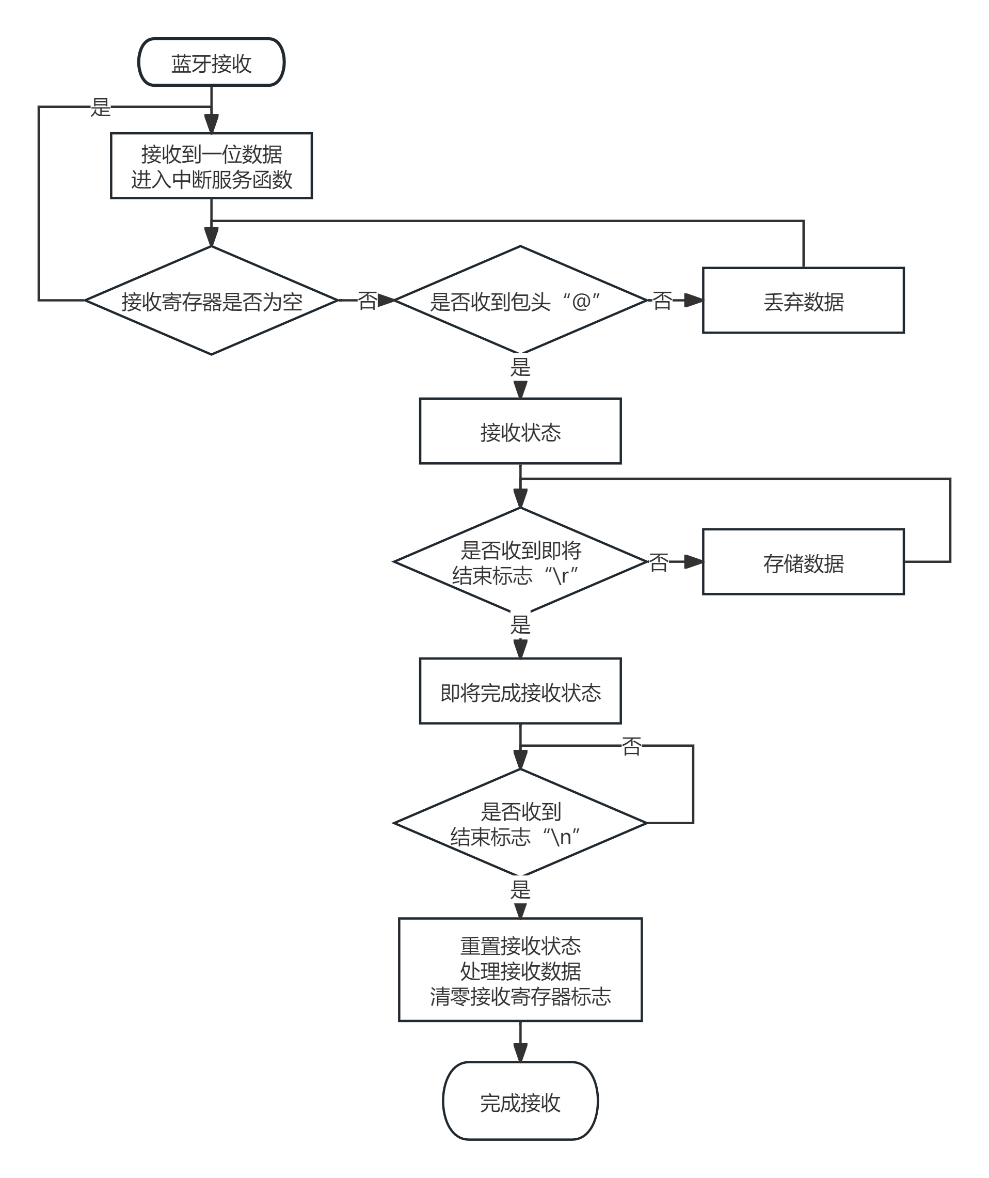 蓝牙接收
是
接收到一位数据
进入中断服务函数
接收寄存器是否为空
否
是否收到包头“@”
否
丢弃数据
是
接收状态
是否收到即将
结束标志“\r”
否
存储数据
是
即将完成接收状态
否
是否收到
结束标志“\n”
是
重置接收状态
处理接收数据
清零接收寄存器标志
完成接收